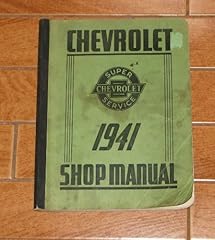 CHEVROLET
SUPER
CHEVROLET
SERVICE
1941
SHOP MANUAL